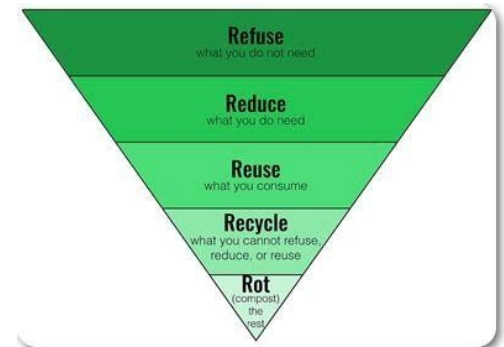 Refuse
what you do not need
Reduce
what you do need
Reuse
what you consume
Recycle
what you cannot refuse,
reduce, or reuse
Rot
(compost)
the
rest